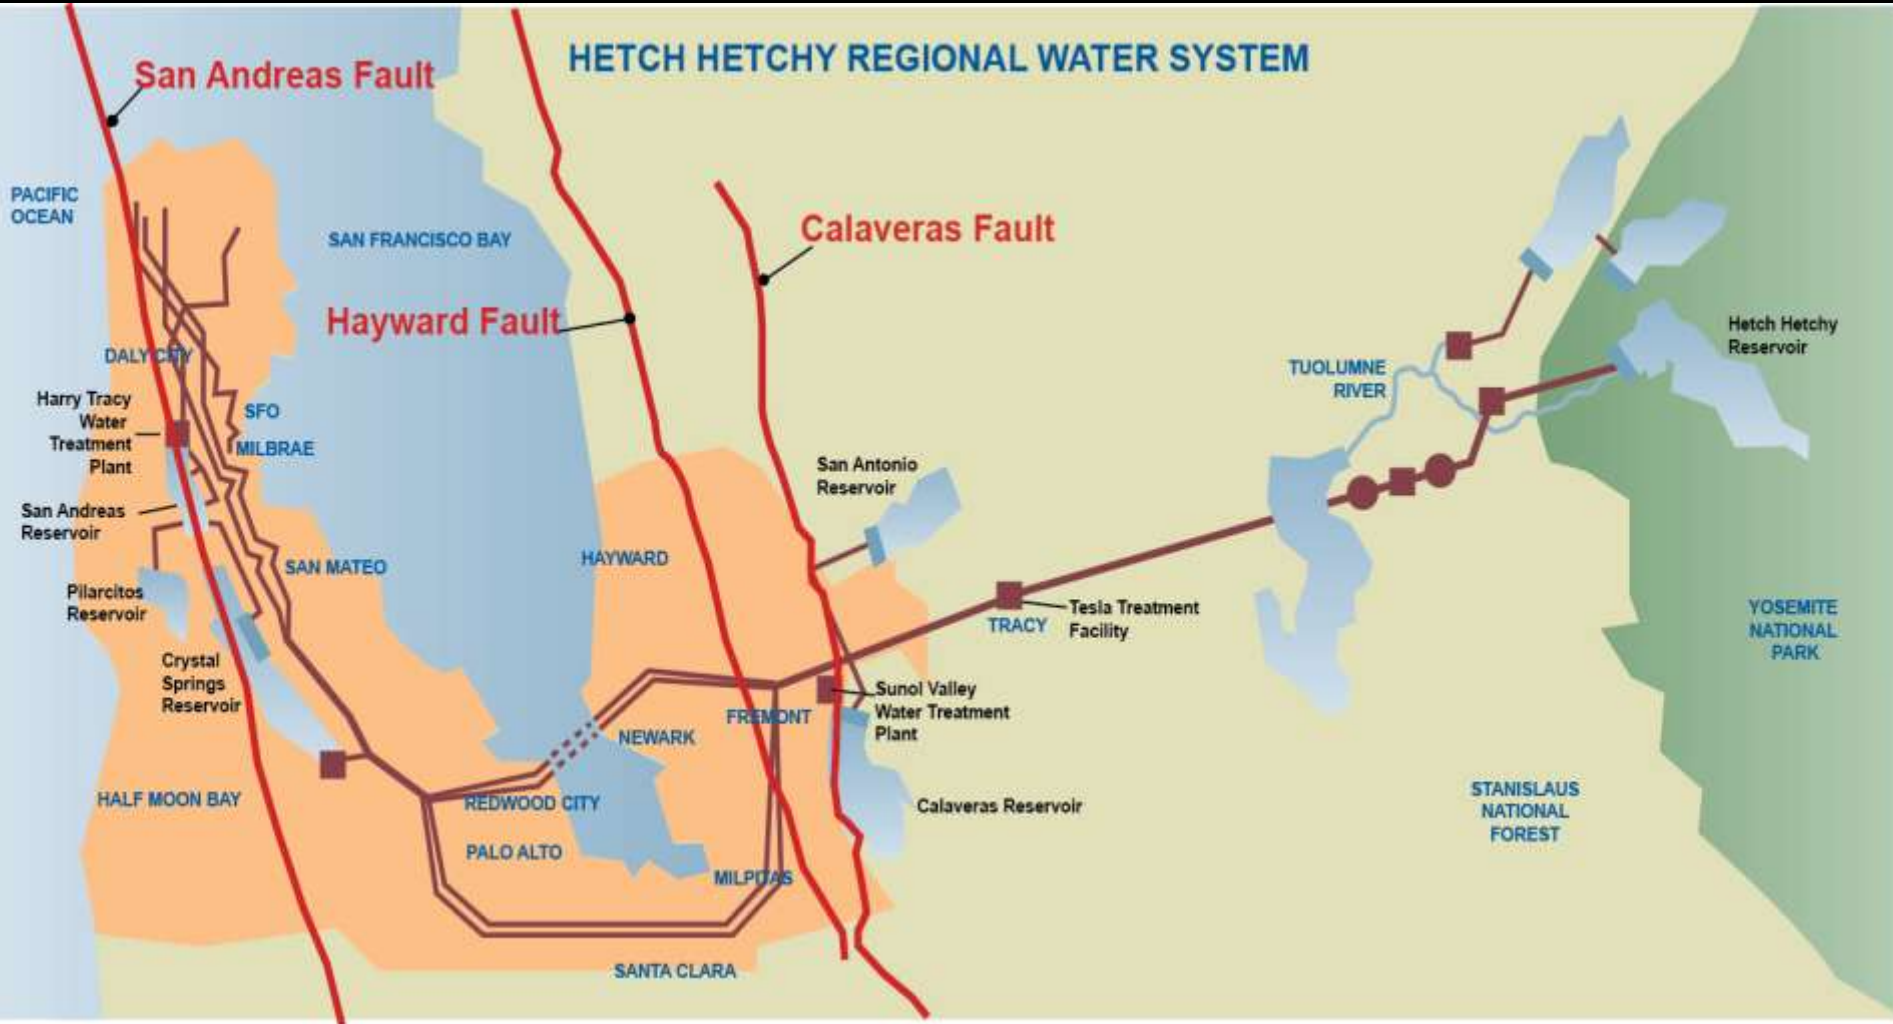 HETCH HETCHY REGIONAL WATER SYSTEM
San Andreas Fault
PACIFIC
OCEAN
SAN FRANCISCO BAY
Calaveras Fault
Hayward Fault
Hetch Hetchy
Reservoir
TUOLUMNE
RIVER
DALY CITY
Harry Tracy
Water
Treatment
Plant
SFO
MILBRAE
San Antonio
Reservoir
San Andreas
Reservoir
HAYWARD
SAN MATEO
Pilarcitos
Reservoir
Tesla Treatment
Facility
TRACY
YOSEMITE
NATIONAL
PARK
Crystal
Springs
Reservoir
Sunol Valley
Water Treatment
Plant
FREMONT
NEWARK
HALF MOON BAY
REDWOOD CITY
Calaveras Reservoir
STANISLAUS
NATIONAL
FOREST
PALO ALTO
MILPITAS
SANTA CLARA